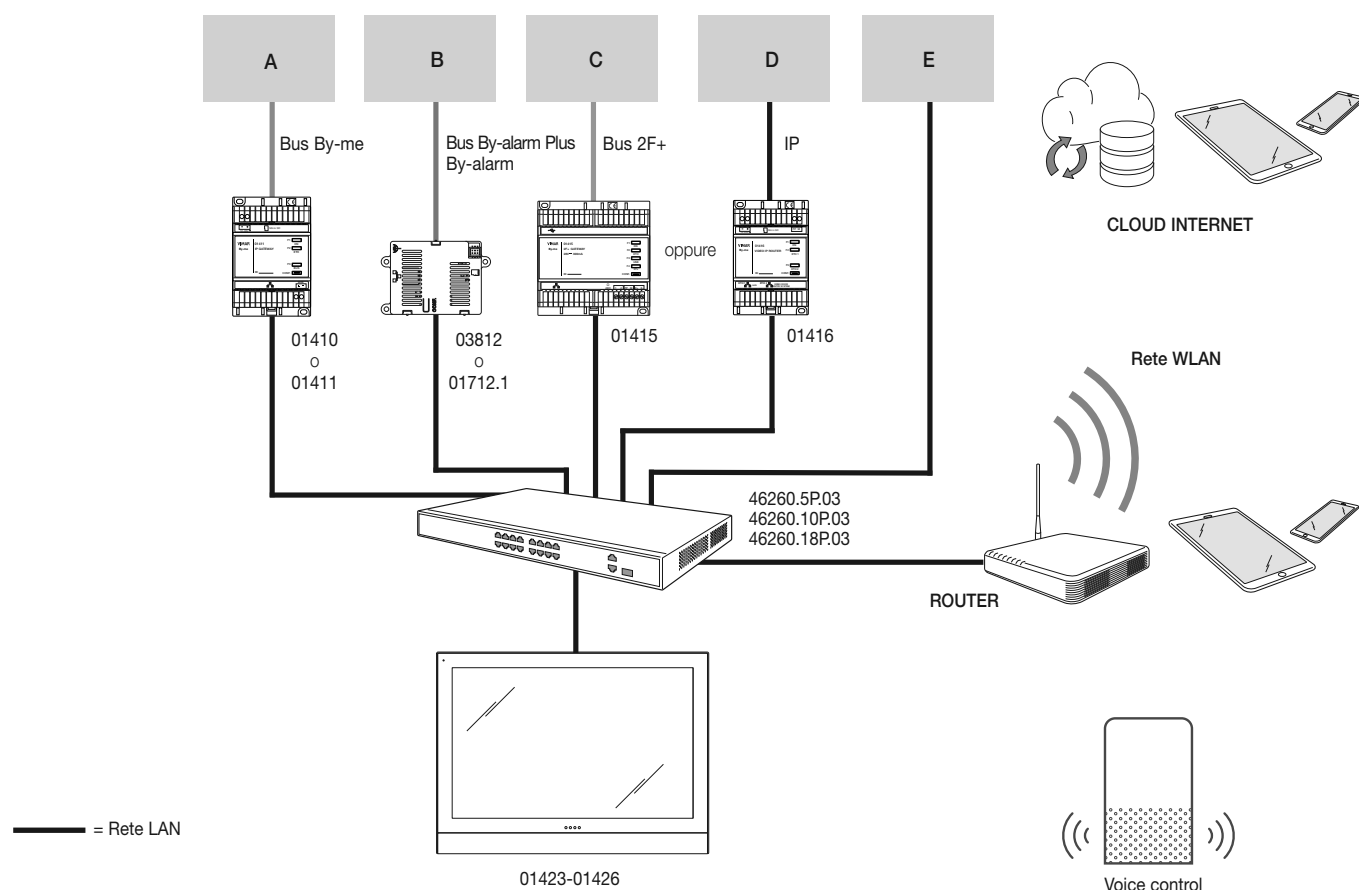 A
B
C
D
E
Bus By-me
Bus By-alarm Plus
By-alarm
Bus 2F+
IP
CLOUD INTERNET
oppure
01410
o
01411
03812
o
01712.1
01415
01416
Rete WLAN
46260.5P.03
46260.10P.03
46260.18P.03
ROUTER
= Rete LAN
01423-01426
Voice control